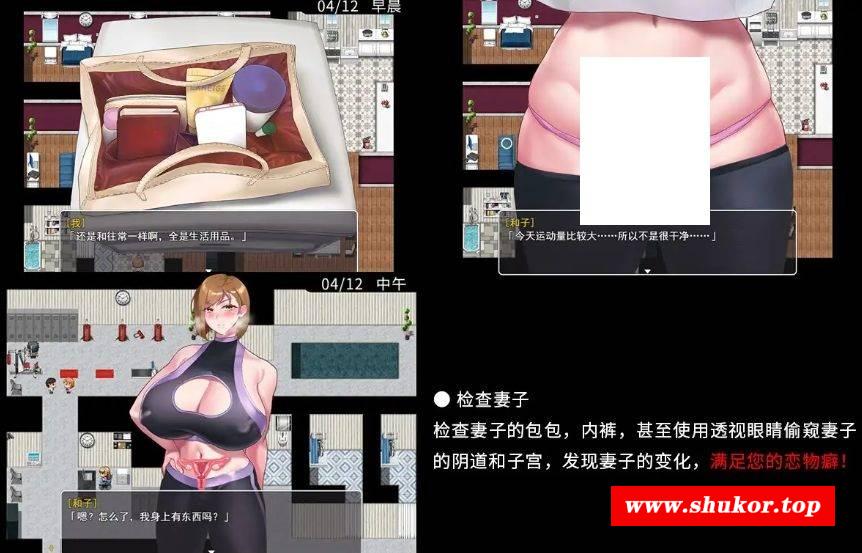 04/12 早晨
[我]
「还是和往常一样啊，全是生活用品。」
[和子]
「今天运动量比较大……所以不是很干净……」
04/12 中午
[和子]
「嗯？怎么了，我身上有东西吗？」
● 检查妻子
检查妻子的包包，内裤，甚至使用透视眼睛偷窥妻子
的阴道和子宫，发现妻子的变化，满足您的恋物癖！
www.shukor.top